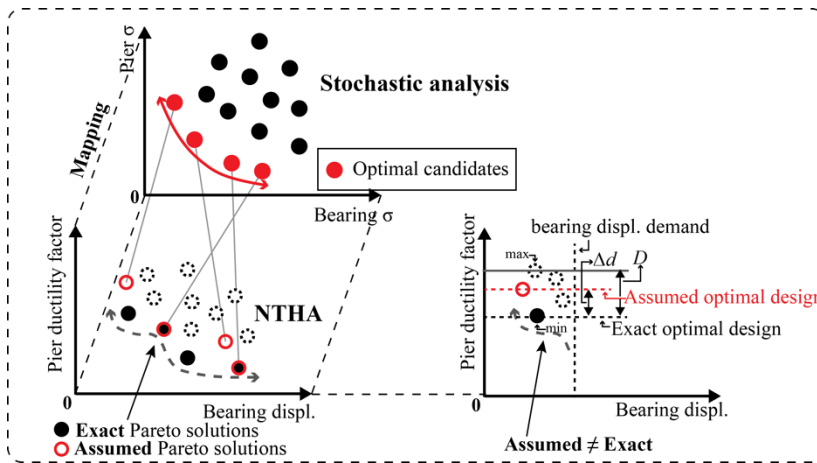 Pier σ
Stochastic analysis
Mapping
Optimal candidates
0
Bearing σ
Pier ductility factor
NTHA
0
Bearing displ.
Exact Pareto solutions
Assumed Pareto solutions
Pier ductility factor
bearing displ. demand
max
Δd
D
Assumed optimal design
min
Exact optimal design
0
Bearing displ.
Assumed ≠ Exact